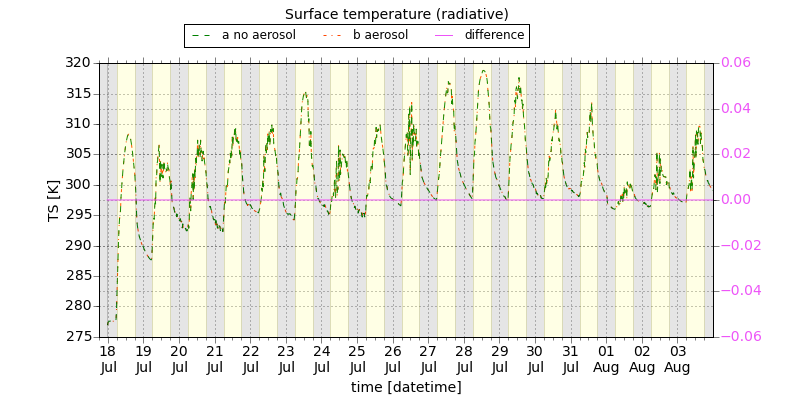 Surface temperature (radiative)
a no aerosol b aerosol difference
320 0.06
315
310 0.04
305 0.02
300 0.00
295
290 −0.02
285
280 −0.04
275 −0.06
TS [K]
18 19 20 21 22 23 24 25 26 27 28 29 30 31 01 02 03
Jul Jul Jul Jul Jul Jul Jul Jul Jul Jul Jul Jul Jul Jul Aug Aug Aug
time [datetime]